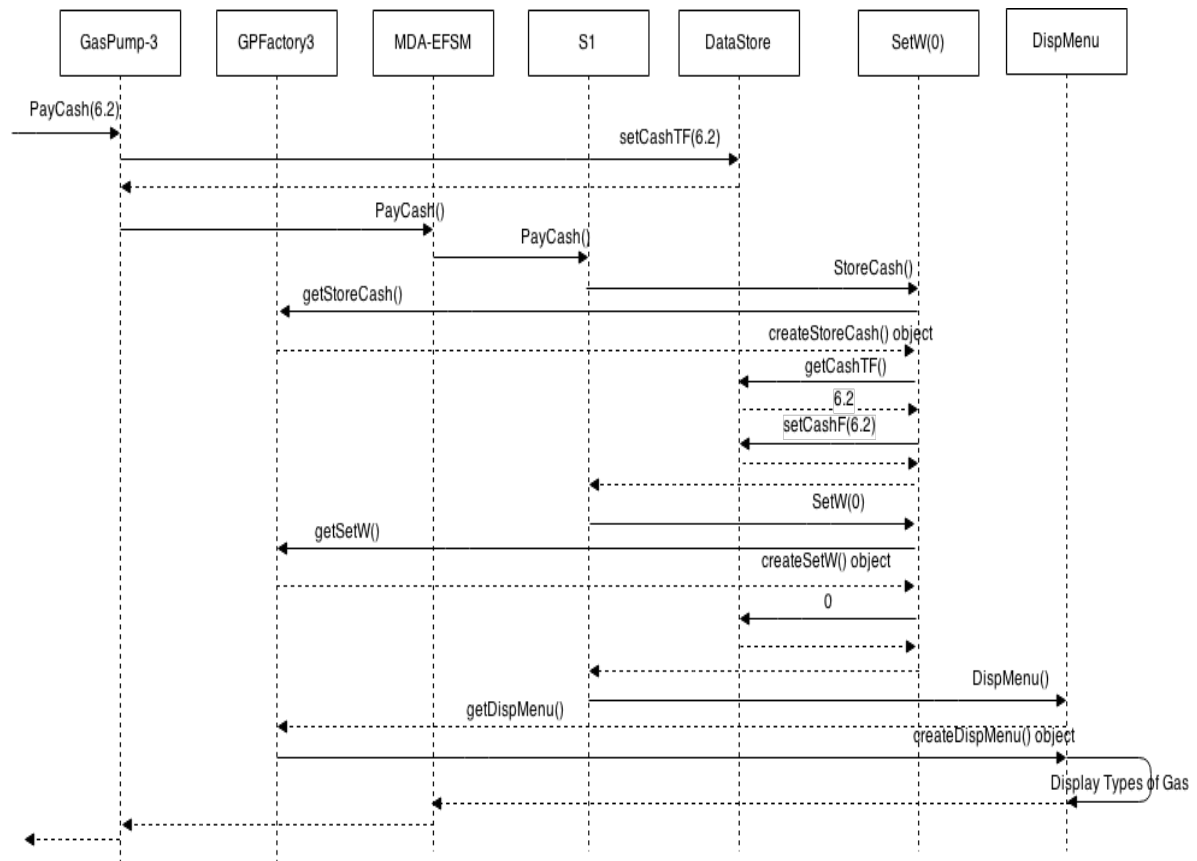 GasPump-3
GPFactory3
MDA-EFSM
S1
DataStore
SetW(0)
DispMenu
PayCash(6.2)
setCashTF(6.2)
PayCash()
PayCash()
StoreCash()
getStoreCash()
createStoreCash() object
getCashTF()
6.2
setCashF(6.2)
SetW(0)
getSetW()
createSetW() object
0
DispMenu()
getDispMenu()
createDispMenu() object
Display Types of Gas